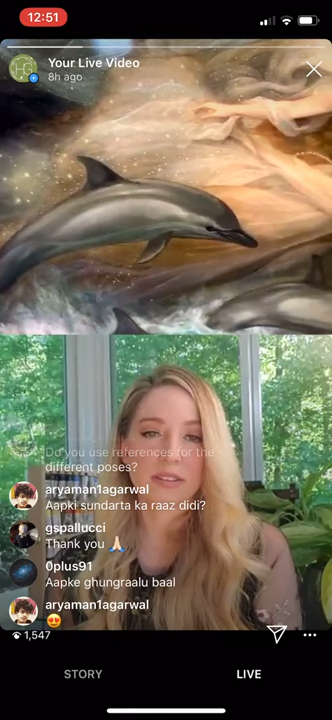 12:51
HG
Your Live Video
8h ago
Do you use references for the
different poses?
aryaman1agarwal
Aapki sundarta ka raaz didi?
gspallucci
Thank you 🙏🏻
0plus91
Aapke ghungraalu baal
aryaman1agarwal
😍
1,547
STORY
LIVE